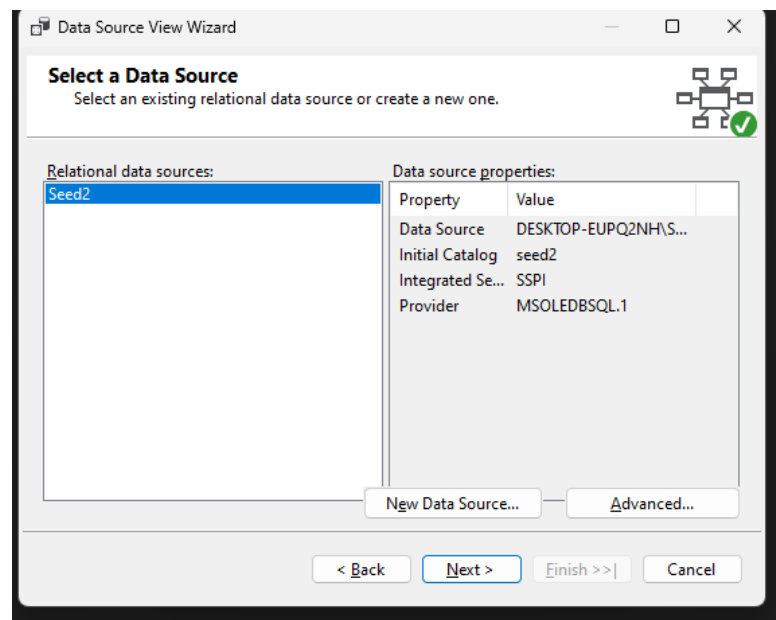 Data Source View Wizard
Select a Data Source
Select an existing relational data source or create a new one.
Relational data sources:
Seed2
Data source properties:
Property Value
Data Source DESKTOP-EUPQ2NH\S...
Initial Catalog seed2
Integrated Se... SSPI
Provider MSOLEDBSQL.1
New Data Source... Advanced...
< Back Next > Finish >>| Cancel